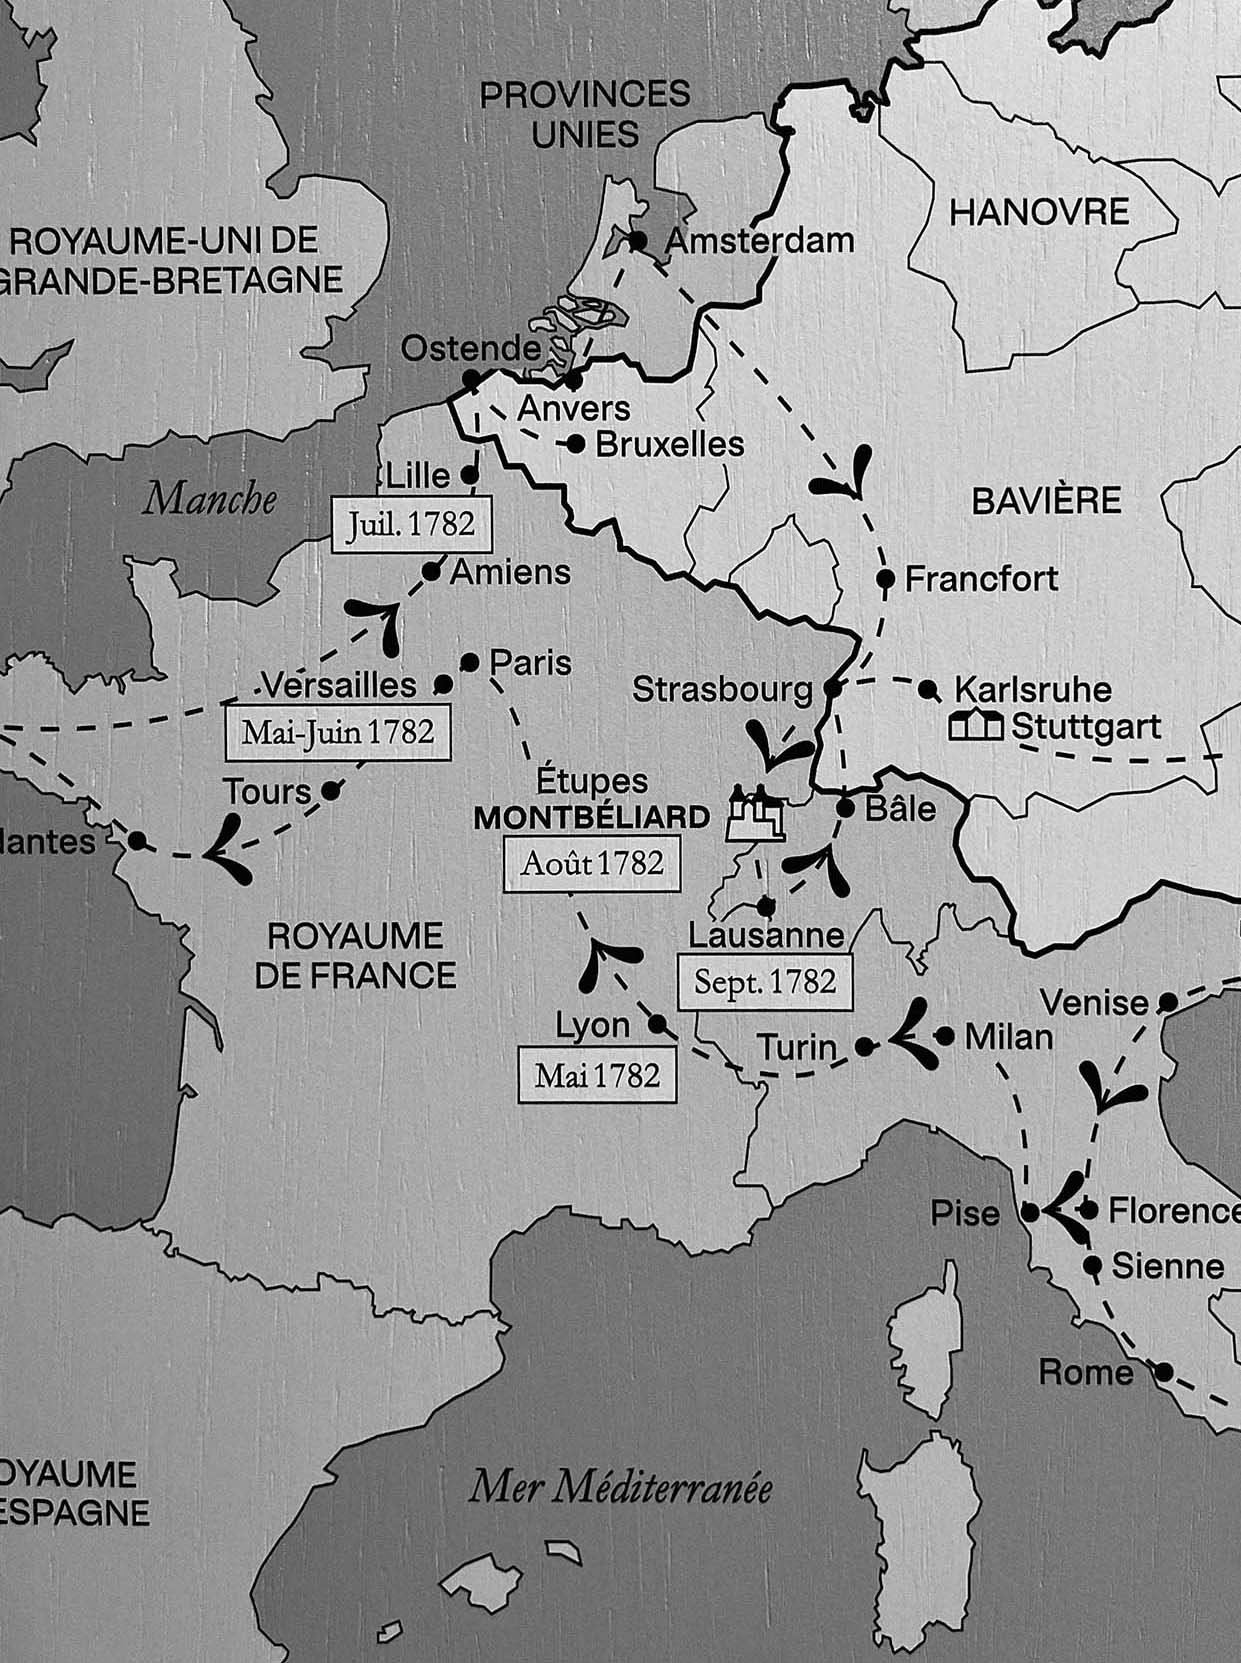 PROVINCES
UNIES
HANOVRE
ROYAUME-UNI DE
GRANDE-BRETAGNE
Amsterdam
Ostende
Anvers
Bruxelles
Lille
Manche
Juil. 1782
BAVIÈRE
Amiens
Francfort
Paris
Versailles
Strasbourg
Karlsruhe
Mai-Juin 1782
Stuttgart
Étupes
Tours
MONTBÉLIARD
Bâle
lantes
Août 1782
ROYAUME
DE FRANCE
Lausanne
Sept. 1782
Venise
Lyon
Turin
Milan
Mai 1782
Pise
Florence
Sienne
Rome
OYAUME
ESPAGNE
Mer Méditerranée